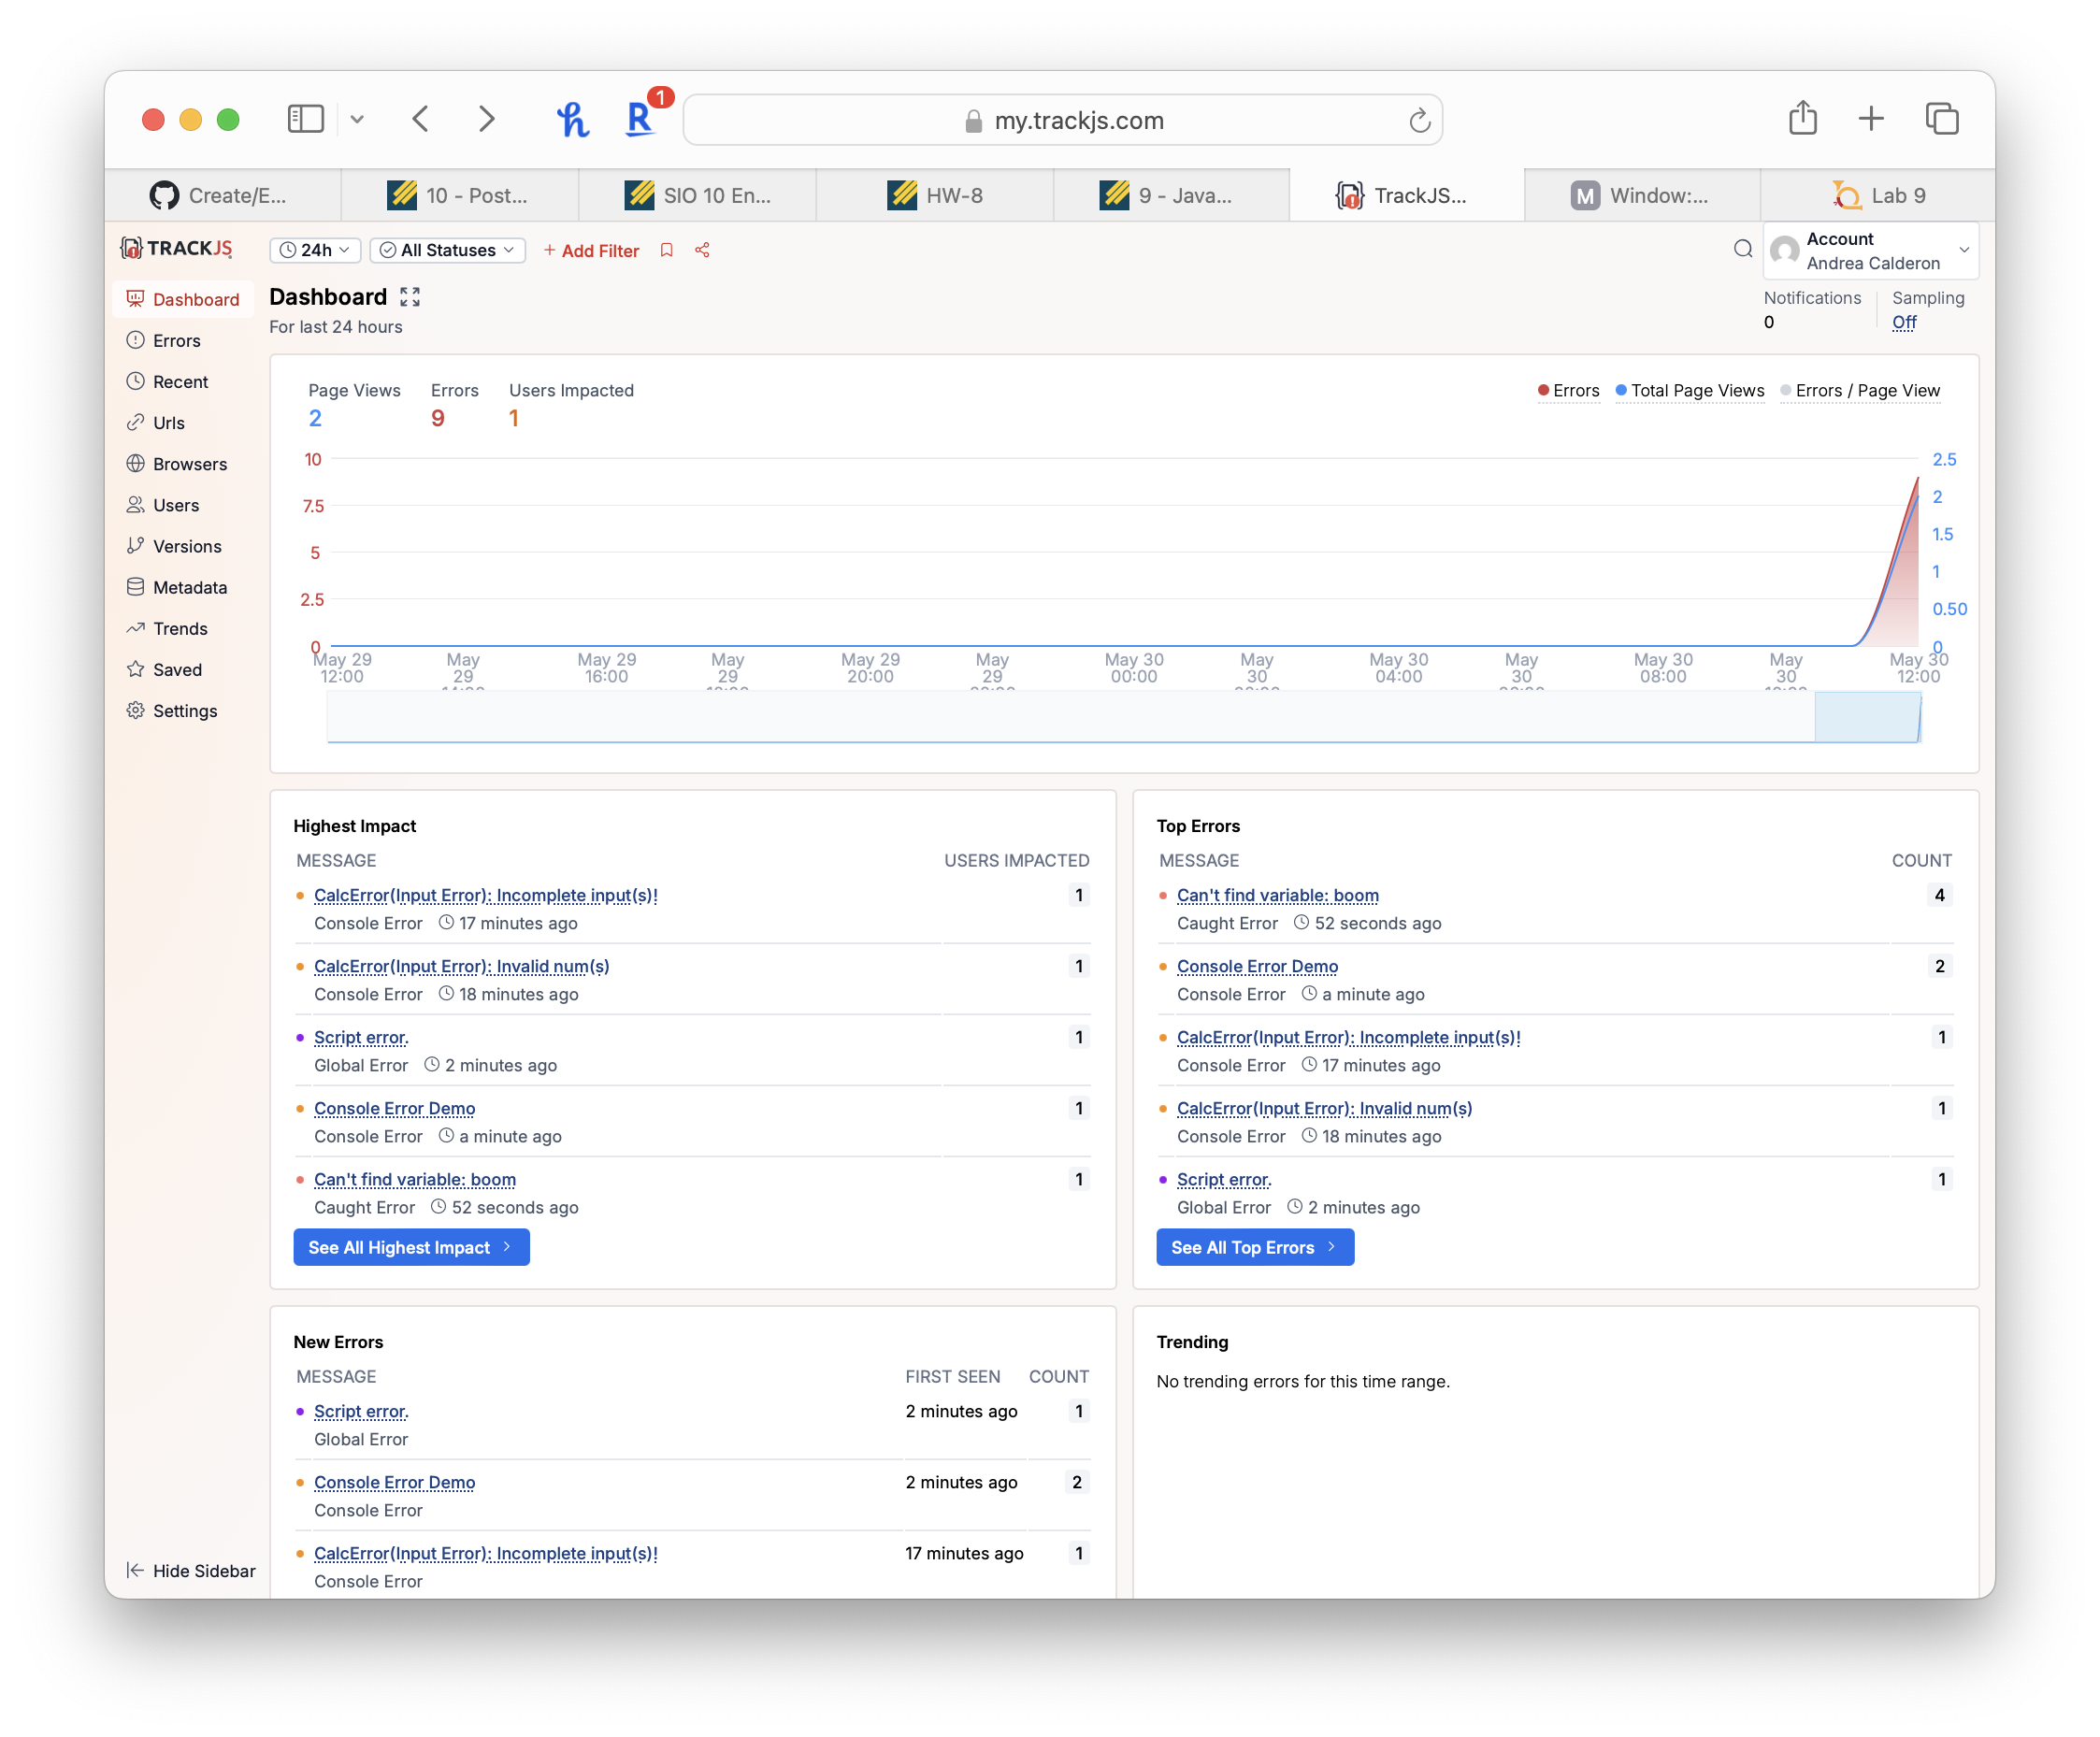 1
my.trackjs.com
Create/E...
10 - Post...
SIO 10 En...
HW-8
9 - Java...
TrackJS...
M Window:...
Lab 9
TRACKJS
24h
All Statuses
+ Add Filter
Account
Andrea Calderon
Dashboard
Errors
Recent
Urls
Browsers
Users
Versions
Metadata
Trends
Saved
Settings
Hide Sidebar
Dashboard
For last 24 hours
Notifications
0
Sampling
Off
Page Views
2
Errors
9
Users Impacted
1
Errors
Total Page Views
Errors / Page View
10
7.5
5
2.5
0
2.5
2
1.5
1
0.50
0
May 29
12:00
May
29
May 29
16:00
May
29
May 29
20:00
May
29
May 30
00:00
May
30
May 30
04:00
May
30
May 30
08:00
May
30
May 30
12:00
Highest Impact
MESSAGE USERS IMPACTED
CalcError(Input Error): Incomplete input(s)! 1
Console Error 17 minutes ago
CalcError(Input Error): Invalid num(s) 1
Console Error 18 minutes ago
Script error. 1
Global Error 2 minutes ago
Console Error Demo 1
Console Error a minute ago
Can't find variable: boom 1
Caught Error 52 seconds ago
See All Highest Impact
Top Errors
MESSAGE COUNT
Can't find variable: boom 4
Caught Error 52 seconds ago
Console Error Demo 2
Console Error a minute ago
CalcError(Input Error): Incomplete input(s)! 1
Console Error 17 minutes ago
CalcError(Input Error): Invalid num(s) 1
Console Error 18 minutes ago
Script error. 1
Global Error 2 minutes ago
See All Top Errors
New Errors
MESSAGE FIRST SEEN COUNT
Script error. 2 minutes ago 1
Global Error
Console Error Demo 2 minutes ago 2
Console Error
CalcError(Input Error): Incomplete input(s)! 17 minutes ago 1
Console Error
Trending
No trending errors for this time range.